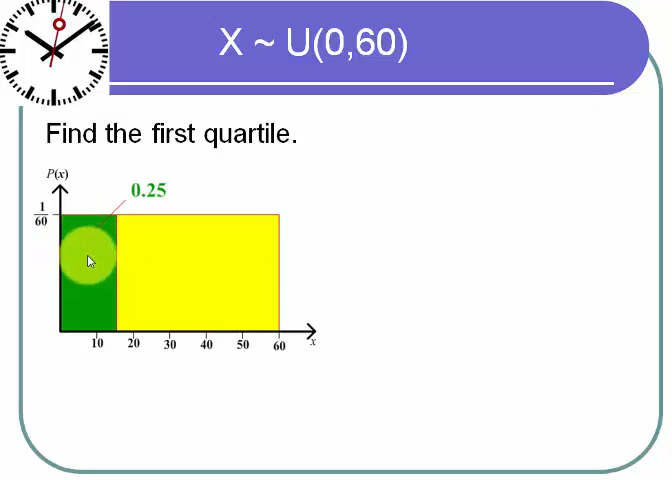 X ~ U(0,60)
Find the first quartile.
P(x)
0.25
1
60
10 20 30 40 50 60 x